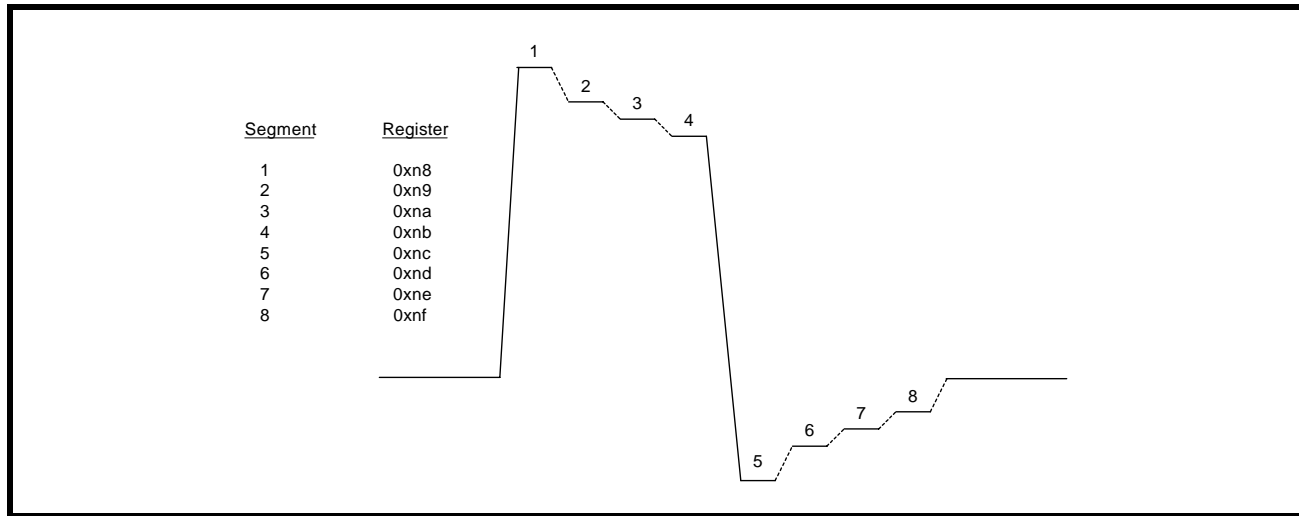 Segment Register
1 0xn8
2 0xn9
3 0xna
4 0xnb
5 0xnc
6 0xnd
7 0xne
8 0xnf
1
2
3
4
5
6
7
8